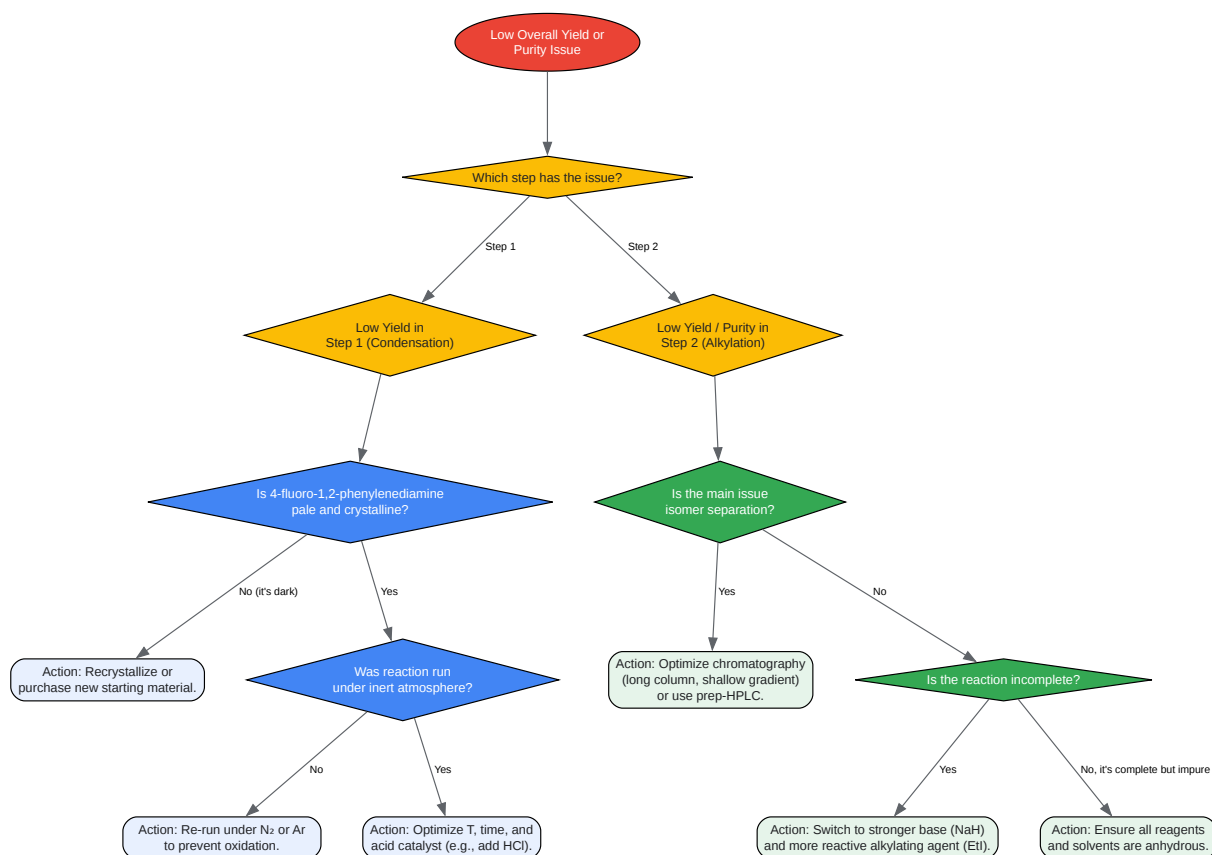 Low Overall Yield or
Purity Issue
Which step has the issue?
Step 1
Step 2
Low Yield in
Step 1 (Condensation)
Low Yield / Purity in
Step 2 (Alkylation)
Is 4-fluoro-1,2-phenylenediamine
pale and crystalline?
Is the main issue
isomer separation?
No (it's dark)
Yes
Yes
No
Action: Recrystallize or
purchase new starting material.
Was reaction run
under inert atmosphere?
Action: Optimize chromatography
(long column, shallow gradient)
or use prep-HPLC.
Is the reaction incomplete?
No
Yes
Yes
No, it's complete but impure
Action: Re-run under N₂ or Ar
to prevent oxidation.
Action: Optimize T, time, and
acid catalyst (e.g., add HCl).
Action: Switch to stronger base (NaH)
and more reactive alkylating agent (EtI).
Action: Ensure all reagents
and solvents are anhydrous.